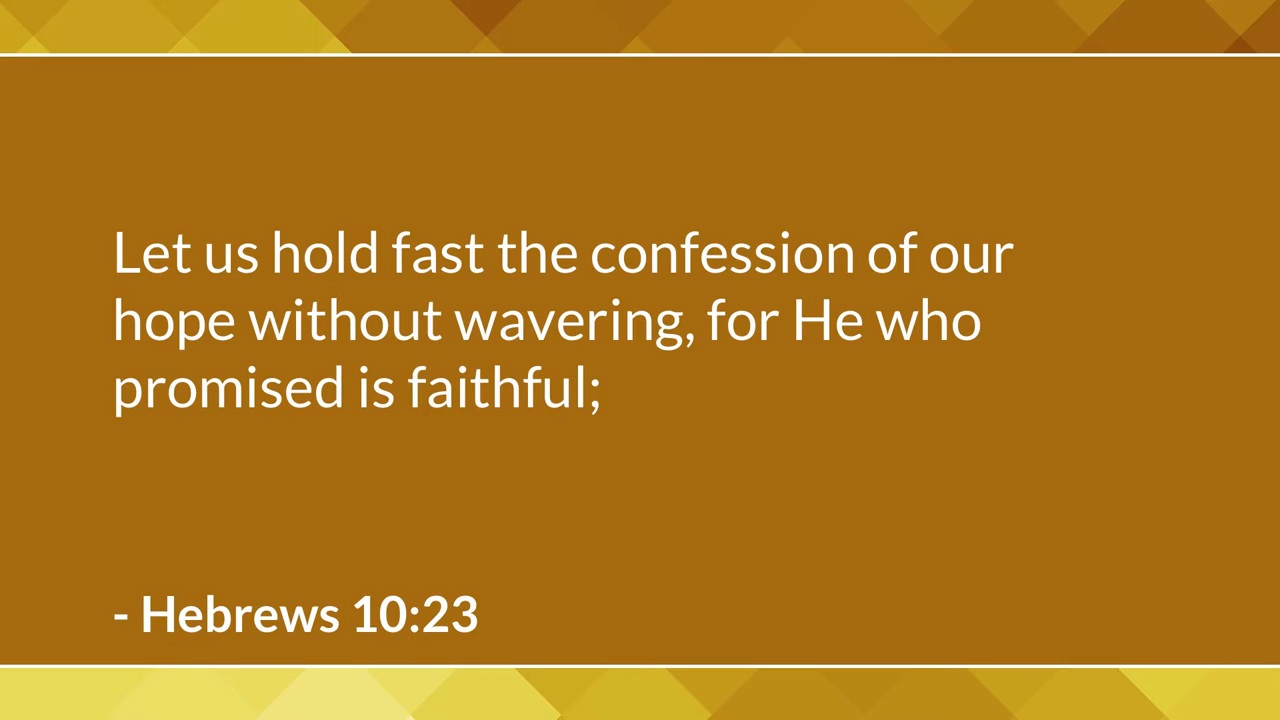 Let us hold fast the confession of our
hope without wavering, for He who
promised is faithful;
- Hebrews 10:23